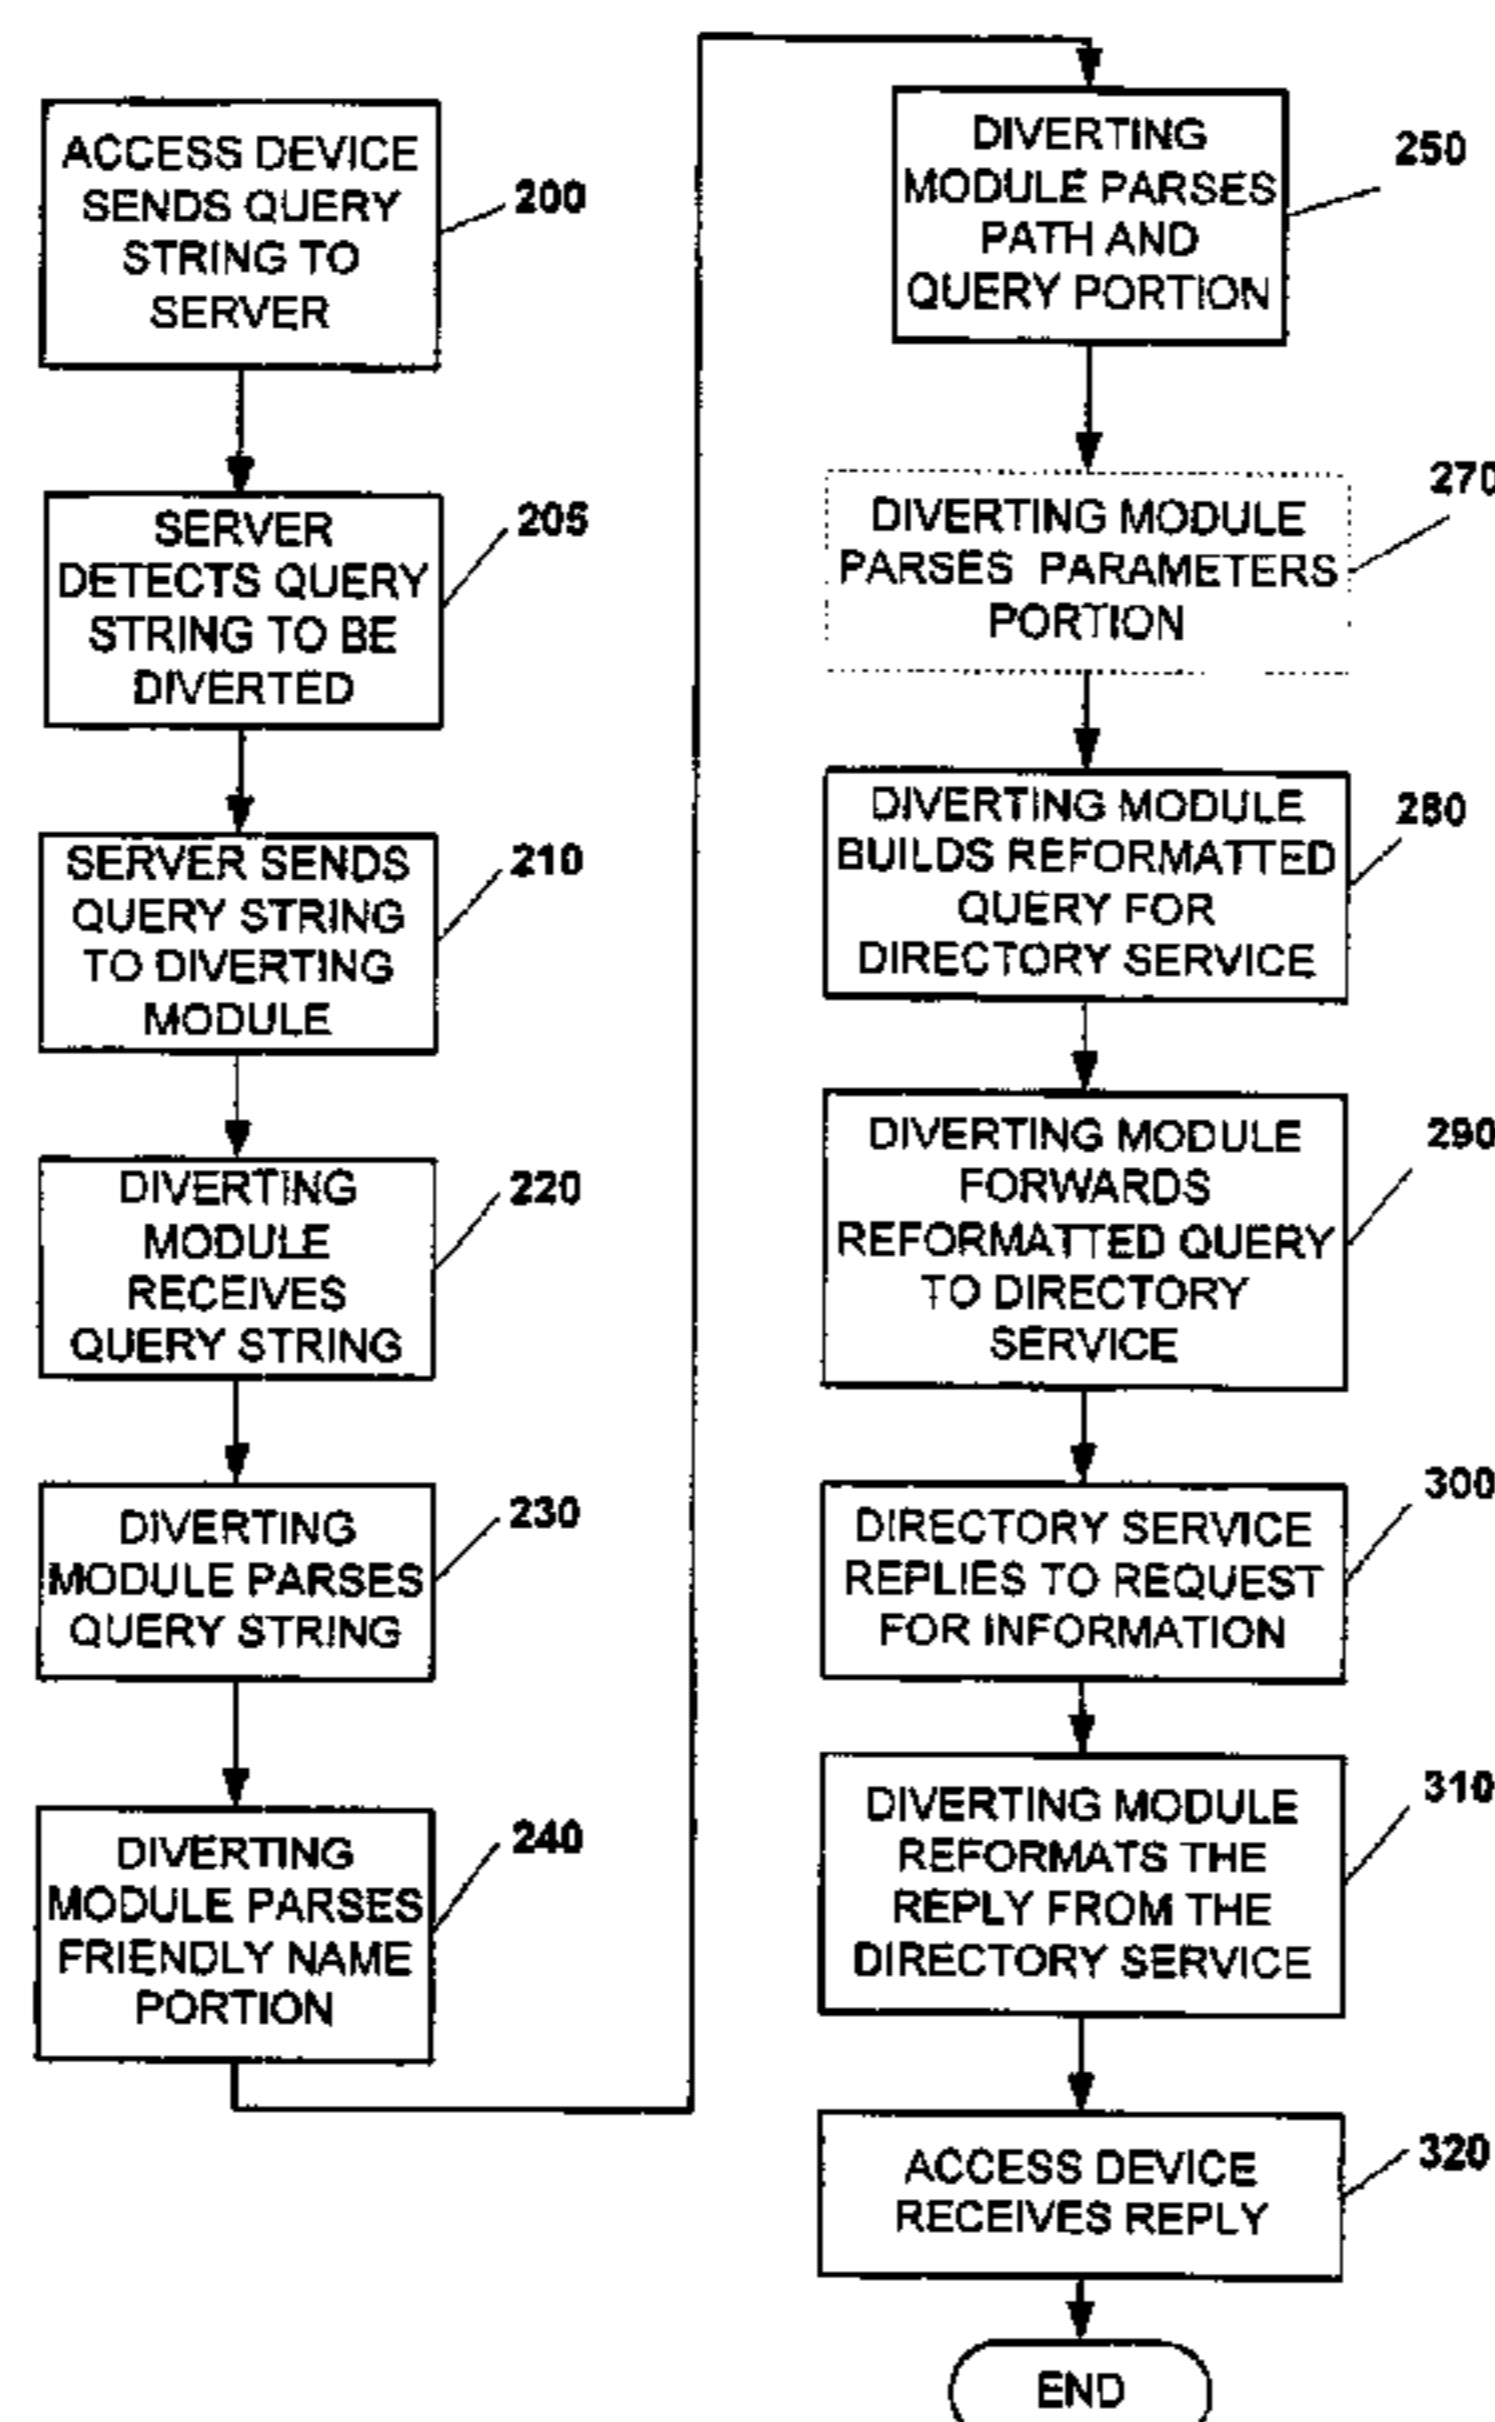 ACCESS DEVICE
SENDS QUERY
STRING TO
SERVER
200
SERVER
DETECTS QUERY
STRING TO BE
DIVERTED
205
SERVER SENDS
QUERY STRING
TO DIVERTING
MODULE
210
DIVERTING
MODULE
RECEIVES
QUERY STRING
220
DIVERTING
MODULE PARSES
QUERY STRING
230
DIVERTING
MODULE PARSES
FRIENDLY NAME
PORTION
240
DIVERTING
MODULE PARSES
PATH AND
QUERY PORTION
250
DIVERTING MODULE
PARSES PARAMETERS
PORTION
270
DIVERTING MODULE
BUILDS REFORMATTED
QUERY FOR
DIRECTORY SERVICE
280
DIVERTING MODULE
FORWARDS
REFORMATTED QUERY
TO DIRECTORY
SERVICE
290
DIRECTORY SERVICE
REPLIES TO REQUEST
FOR INFORMATION
300
DIVERTING MODULE
REFORMATS THE
REPLY FROM THE
DIRECTORY SERVICE
310
ACCESS DEVICE
RECEIVES REPLY
320
END